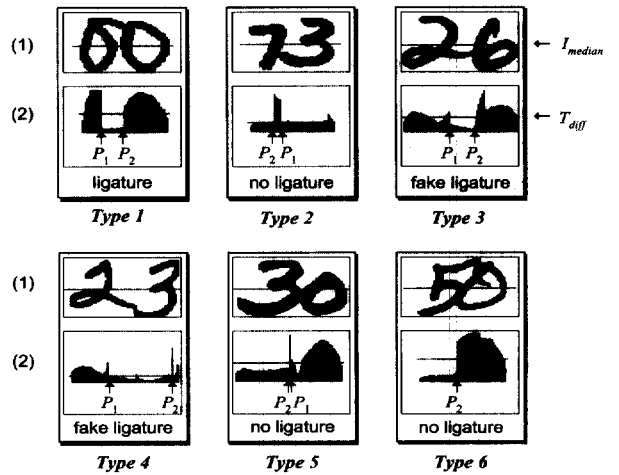 (1) 00 73 26 ← I median
(2) ← T diff
P1 P2 P2 P1 P1 P2
ligature no ligature fake ligature
Type 1 Type 2 Type 3
(1) 23 30 50
(2)
P1 P2 P2 P1 P2
fake ligature no ligature no ligature
Type 4 Type 5 Type 6